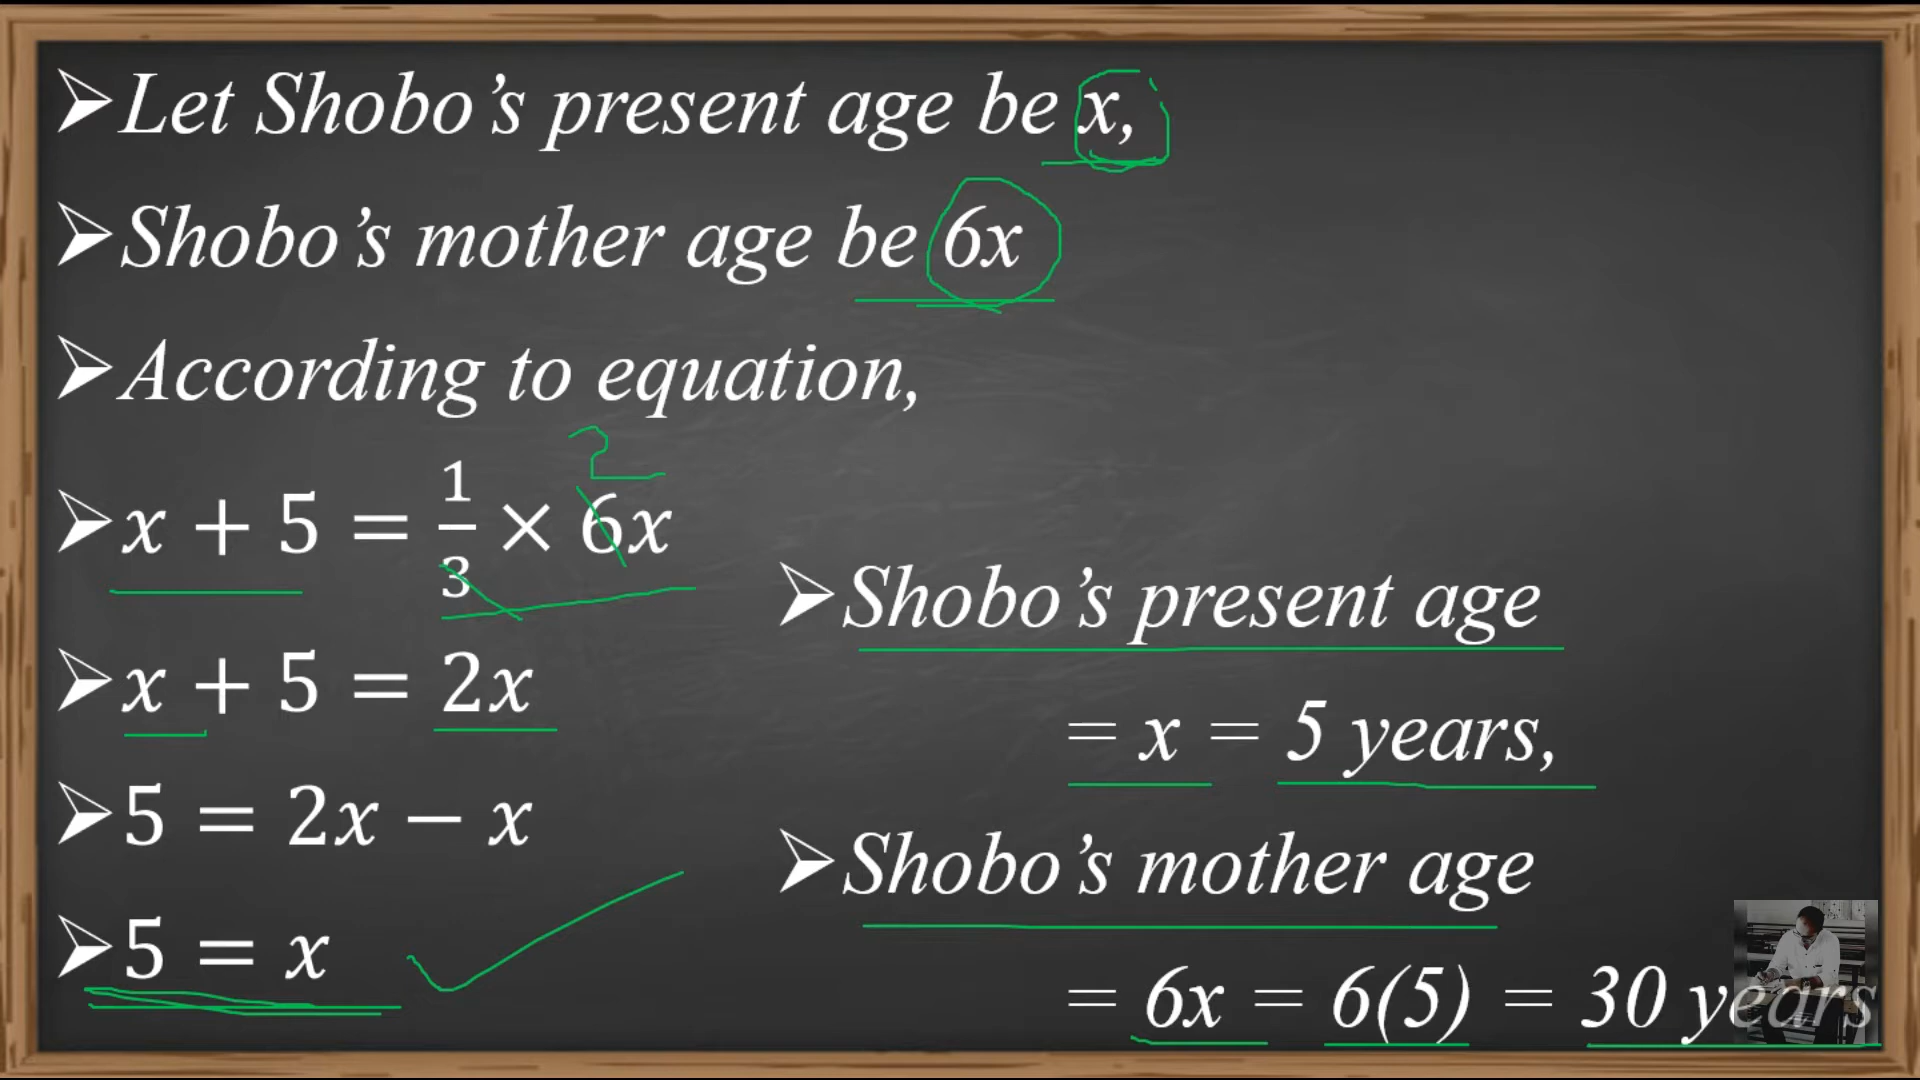 ➢Let Shobo’s present age be x,
➢Shobo’s mother age be 6x
➢According to equation,
2
➢x + 5 = 1/3 × 6x
➢x + 5 = 2x
➢5 = 2x − x
➢5 = x
➢Shobo’s present age
= x = 5 years,
➢Shobo’s mother age
= 6x = 6(5) = 30 years